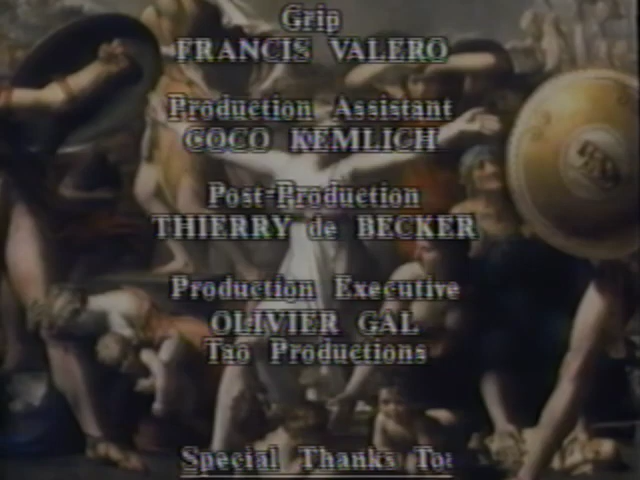 Grip
FRANCIS VALERO
Production Assistant
COCO KEMLICH
Post-Production
THIERRY de BECKER
Production Executive
OLIVIER GAL
Tao Productions
Special Thanks To: